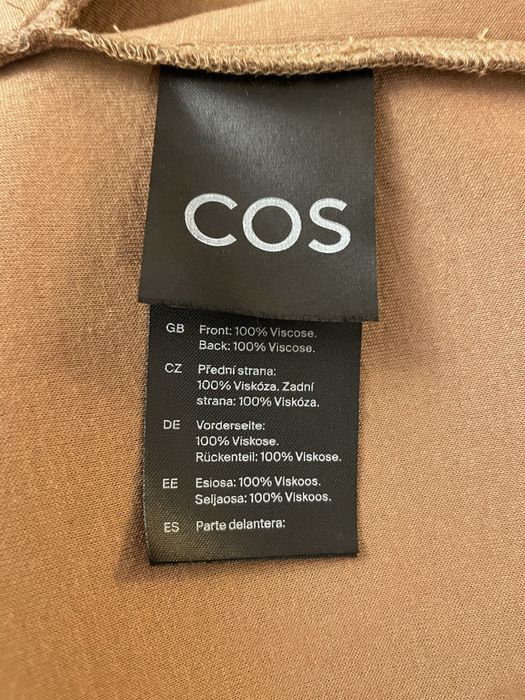 COS
GB Front: 100% Viscose.
Back: 100% Viscose.
CZ Přední strana:
100% Viskóza. Zadní
strana: 100% Viskóza.
DE Vorderseite:
100% Viskose.
Rückenteil: 100% Viskose.
EE Esiosa: 100% Viskoos.
Seljaosa: 100% Viskoos.
ES Parte delantera: